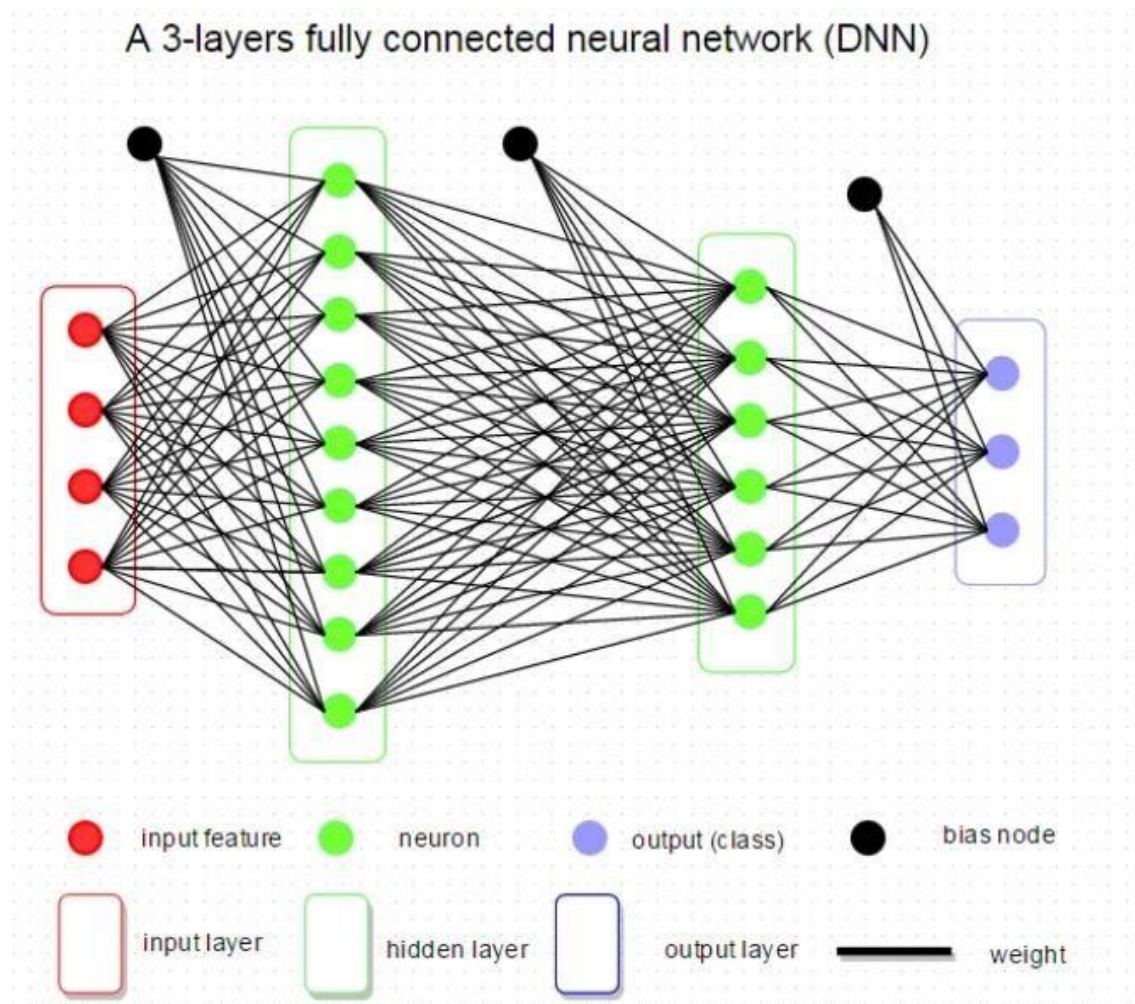 A 3-layers fully connected neural network (DNN)
input feature
neuron
output (class)
bias node
input layer
hidden layer
output layer
weight